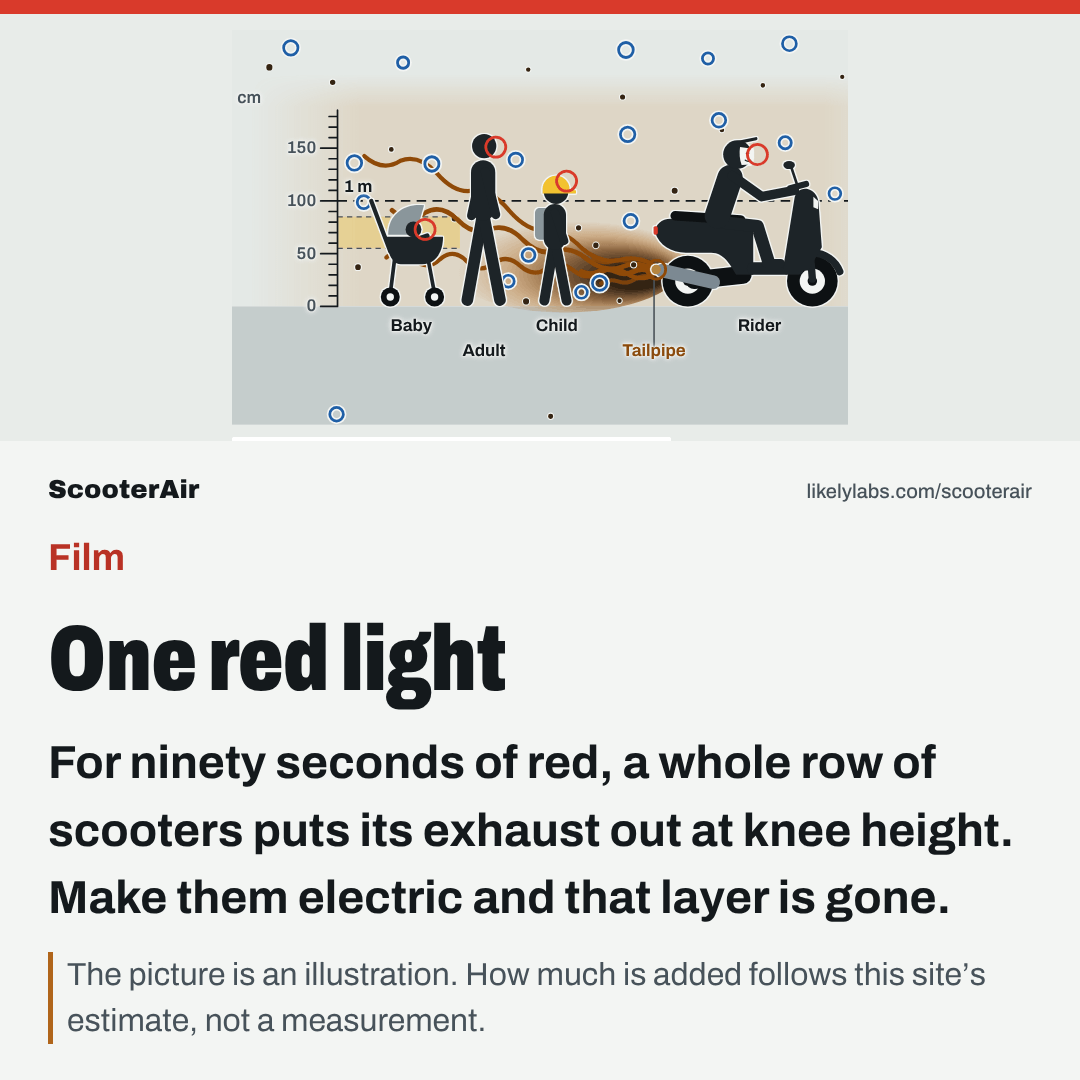 cm
150
1 m
100
50
0
Baby
Child
Rider
Adult
Tailpipe
ScooterAir
likelylabs.com/scooterair
Film
One red light
For ninety seconds of red, a whole row of
scooters puts its exhaust out at knee height.
Make them electric and that layer is gone.
The picture is an illustration. How much is added follows this site’s
estimate, not a measurement.